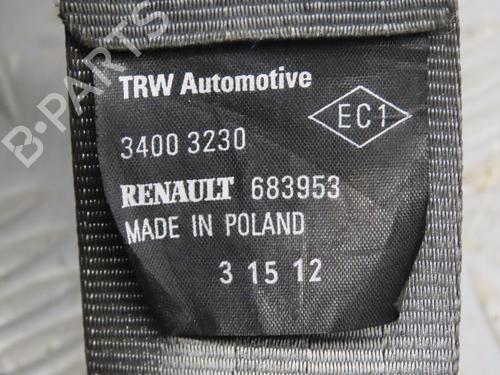 TRW Automotive
EC1
3400 3230
RENAULT 683953
MADE IN POLAND
3 15 12
B-PARTS